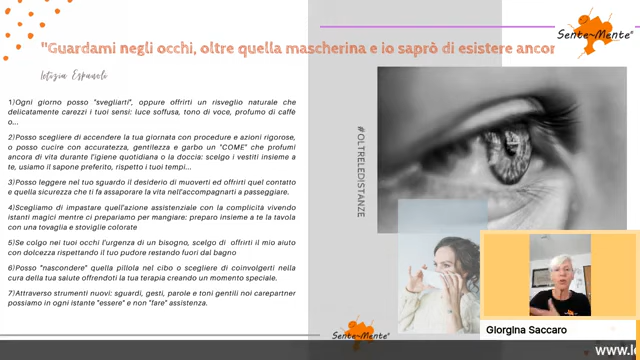 Sente~Mente®
"Guardami negli occhi, oltre quella mascherina e io saprò di esistere ancor
Letizia Espanoli
1)Ogni giorno posso "svegliarti", oppure offrirti un risveglio naturale che
delicatamente carezzi i tuoi sensi: luce soffusa, tono di voce, profumo di caffè
o...
2)Posso scegliere di accendere la tua giornata con procedure e azioni rigorose,
o posso cucire con accuratezza, gentilezza e garbo un "COME" che profumi
ancora di vita durante l'igiene quotidiana o la doccia: scelgo i vestiti insieme a
te, usiamo il sapone preferito, rispetto i tuoi tempi...
3)Posso leggere nel tuo sguardo il desiderio di muoverti ed offrirti quel contatto
e quella sicurezza che ti fa assaporare la vita nell'accompagnarti a passeggiare.
4)Scegliamo di impastare quell'azione assistenziale con la complicità vivendo
istanti magici mentre ci prepariamo per mangiare: preparo insieme a te la tavola
con una tovaglia e stoviglie colorate
5)Se colgo nei tuoi occhi l'urgenza di un bisogno, scelgo di offrirti il mio aiuto
con dolcezza rispettando il tuo pudore restando fuori dal bagno
6)Posso "nascondere" quella pillola nel cibo o scegliere di coinvolgerti nella
cura della tua salute offrendoti la tua terapia creando un momento speciale.
7)Attraverso strumenti nuovi: sguardi, gesti, parole e toni gentili noi carepartner
possiamo in ogni istante "essere" e non "fare" assistenza.
#OLTRELEDISTANZE
Sente~Mente®
Giorgina Saccaro
www.le